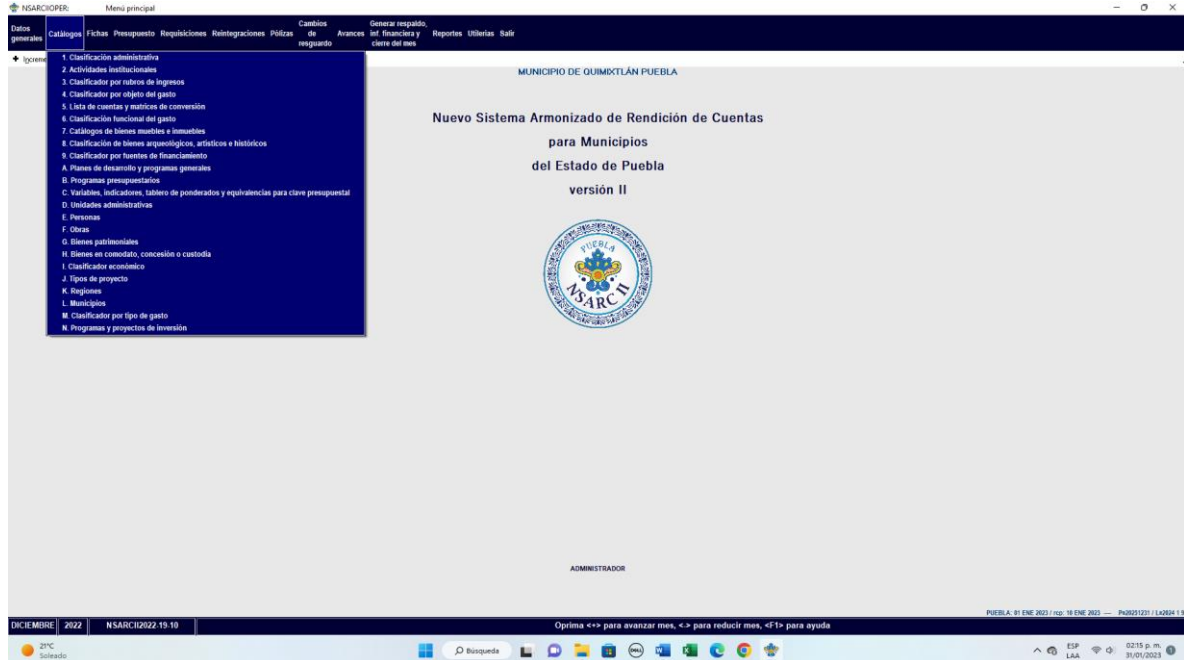 NSARCIIOPER: Menú principal
Datos generales Catálogos Fichas Presupuesto Requisiciones Reintegraciones Pólizas Cambios de resguardo Avances Generar respaldo, inf. financiera y cierre del mes Reportes Utilerías Salir
1. Clasificación administrativa
2. Actividades institucionales
3. Clasificador por rubros de ingresos
4. Clasificador por objeto del gasto
5. Lista de cuentas y matrices de conversión
6. Clasificación funcional del gasto
7. Catálogos de bienes muebles e inmuebles
8. Clasificación de bienes arqueológicos, artísticos e históricos
9. Clasificador por fuentes de financiamiento
A. Planes de desarrollo y programas generales
B. Programas presupuestarios
C. Variables, indicadores, tablero de ponderados y equivalencias para clave presupuestal
D. Unidades administrativas
E. Personas
F. Obras
G. Bienes patrimoniales
H. Bienes en comodato, concesión o custodia
I. Clasificador económico
J. Tipos de proyecto
K. Regiones
L. Municipios
M. Clasificador por tipo de gasto
N. Programas y proyectos de inversión
MUNICIPIO DE QUIMIXTLÁN PUEBLA
Nuevo Sistema Armonizado de Rendición de Cuentas
para Municipios
del Estado de Puebla
versión II
PUEBLA
NSARC II
ADMINISTRADOR
PUEBLA: 01 ENE 2023 / rcp: 10 ENE 2023 —
DICIEMBRE 2022 NSARCII2022-19-10 Oprima <+> para avanzar mes, <-> para reducir mes, <F1> para ayuda
21°C
Soleado
Búsqueda
ESP
LAA
02:15 p. m.
31/01/2023